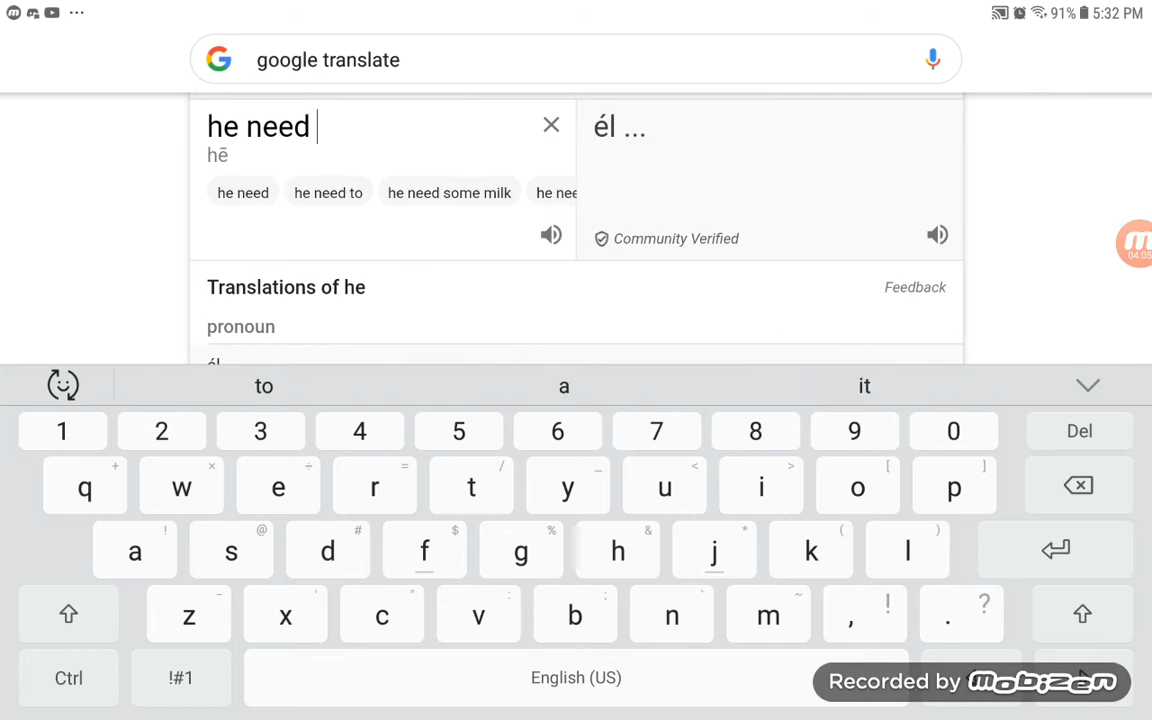 91% 5:32 PM
google translate
he need
él ...
hē
he need
he need to
he need some milk
he nee
Community Verified
04:05
Translations of he
Feedback
pronoun
to
a
it
1 2 3 4 5 6 7 8 9 0 Del
+ × ÷ = / _ < > [ ]
q w e r t y u i o p
! @ # $ % & * ( )
a s d f g h j k l
- ' " : ; ` ~ ! ?
z x c v b n m , .
Ctrl !#1 English (US)
Recorded by mobizen